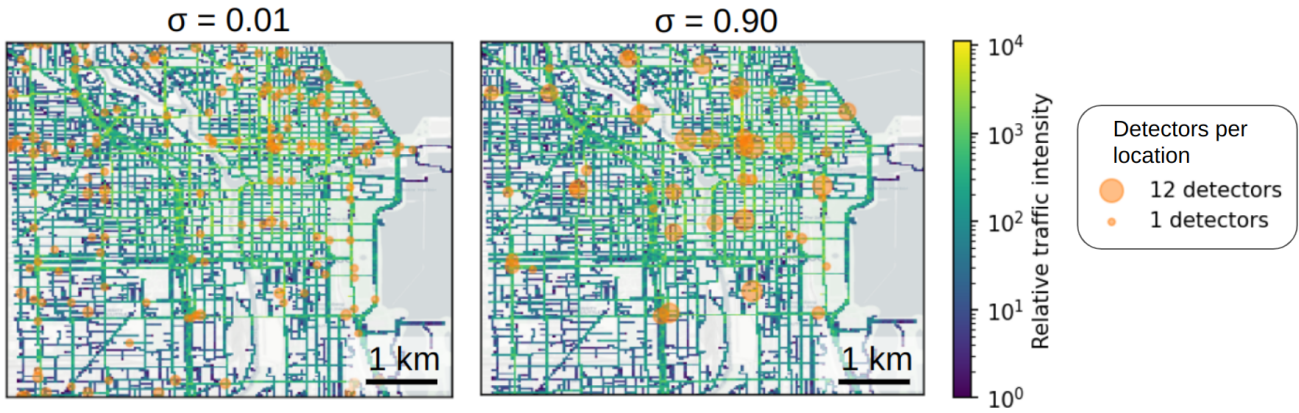 σ = 0.01
σ = 0.90
1 km
1 km
10⁴
10³
10²
10¹
10⁰
Relative traffic intensity
Detectors per
location
12 detectors
1 detectors